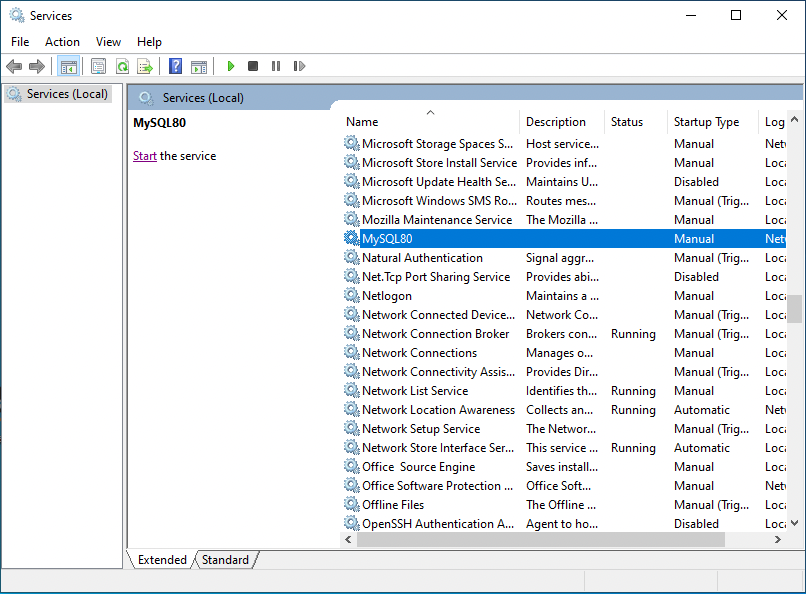 Services
File Action View Help
Services (Local)
Services (Local)
MySQL80
Start the service
Name Description Status Startup Type Log
Microsoft Storage Spaces S... Host service... Manual Netw
Microsoft Store Install Service Provides inf... Manual Loca
Microsoft Update Health Se... Maintains U... Disabled Loca
Microsoft Windows SMS Ro... Routes mes... Manual (Trig... Loca
Mozilla Maintenance Service The Mozilla ... Manual Loca
MySQL80 Manual Netw
Natural Authentication Signal aggr... Manual (Trig... Loca
Net.Tcp Port Sharing Service Provides abi... Disabled Loca
Netlogon Maintains a ... Manual Loca
Network Connected Device... Network Co... Manual (Trig... Loca
Network Connection Broker Brokers con... Running Manual (Trig... Loca
Network Connections Manages o... Manual Loca
Network Connectivity Assis... Provides Dir... Manual (Trig... Loca
Network List Service Identifies th... Running Manual Loca
Network Location Awareness Collects an... Running Automatic Netw
Network Setup Service The Networ... Manual (Trig... Loca
Network Store Interface Ser... This service ... Running Automatic Loca
Office  Source Engine Saves install... Manual Loca
Office Software Protection ... Office Soft... Manual Netw
Offline Files The Offline ... Manual (Trig... Loca
OpenSSH Authentication A... Agent to ho... Disabled Loca
Extended Standard